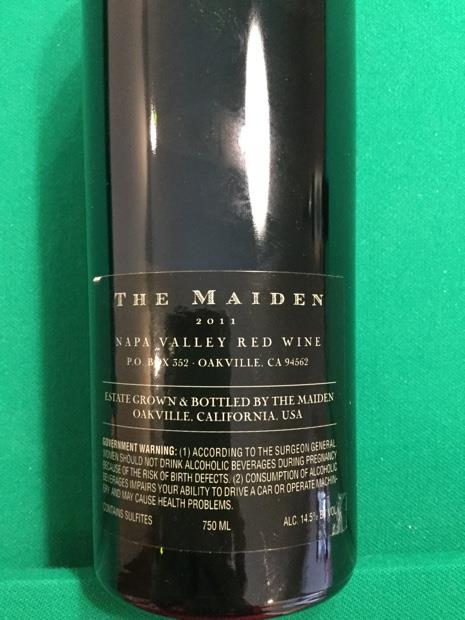 THE MAIDEN
2011
NAPA VALLEY RED WINE
P.O. BOX 352 · OAKVILLE, CA 94562
ESTATE GROWN & BOTTLED BY THE MAIDEN
OAKVILLE, CALIFORNIA, USA
GOVERNMENT WARNING: (1) ACCORDING TO THE SURGEON GENERAL,
WOMEN SHOULD NOT DRINK ALCOHOLIC BEVERAGES DURING PREGNANCY
BECAUSE OF THE RISK OF BIRTH DEFECTS. (2) CONSUMPTION OF ALCOHOLIC
BEVERAGES IMPAIRS YOUR ABILITY TO DRIVE A CAR OR OPERATE MACHIN-
ERY, AND MAY CAUSE HEALTH PROBLEMS.
CONTAINS SULFITES 750 ML ALC. 14.5% BY VOL.